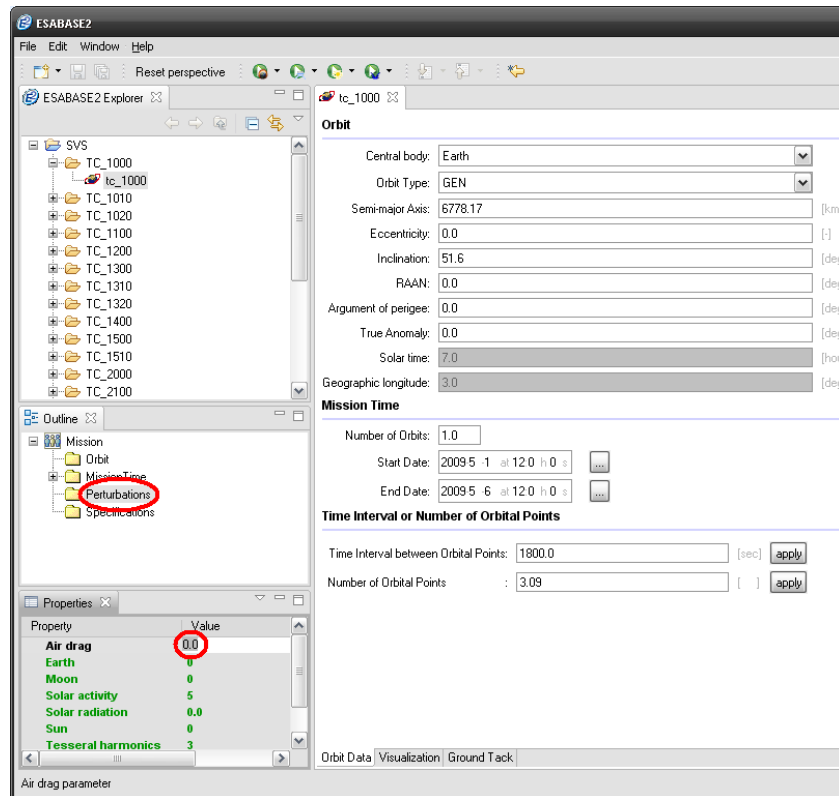 ESABASE2
File Edit Window Help
Reset perspective
ESABASE2 Explorer
SVS
TC_1000
tc_1000
TC_1010
TC_1020
TC_1100
TC_1200
TC_1300
TC_1310
TC_1320
TC_1400
TC_1500
TC_1510
TC_2000
TC_2100
Outline
Mission
Orbit
MissionTime
Perturbations
Specifications
Properties
Property Value
Air drag 0.0
Earth 0
Moon 0
Solar activity 5
Solar radiation 0.0
Sun 0
Tesseral harmonics 3
Air drag parameter
tc_1000
Orbit
Central body: Earth
Orbit Type: GEN
Semi-major Axis: 6778.17 [km
Eccentricity: 0.0 [-]
Inclination: 51.6 [deg
RAAN: 0.0 [deg
Argument of perigee: 0.0 [deg
True Anomaly: 0.0 [deg
Solar time: 7.0 [hou
Geographic longitude: 3.0 [deg
Mission Time
Number of Orbits: 1.0
Start Date: 2009-5 -1 at 12:0 h 0 s ...
End Date: 2009-5 -6 at 12:0 h 0 s ...
Time Interval or Number of Orbital Points
Time Interval between Orbital Points: 1800.0 [sec] apply
Number of Orbital Points : 3.09 [ ] apply
Orbit Data Visualization Ground Tack